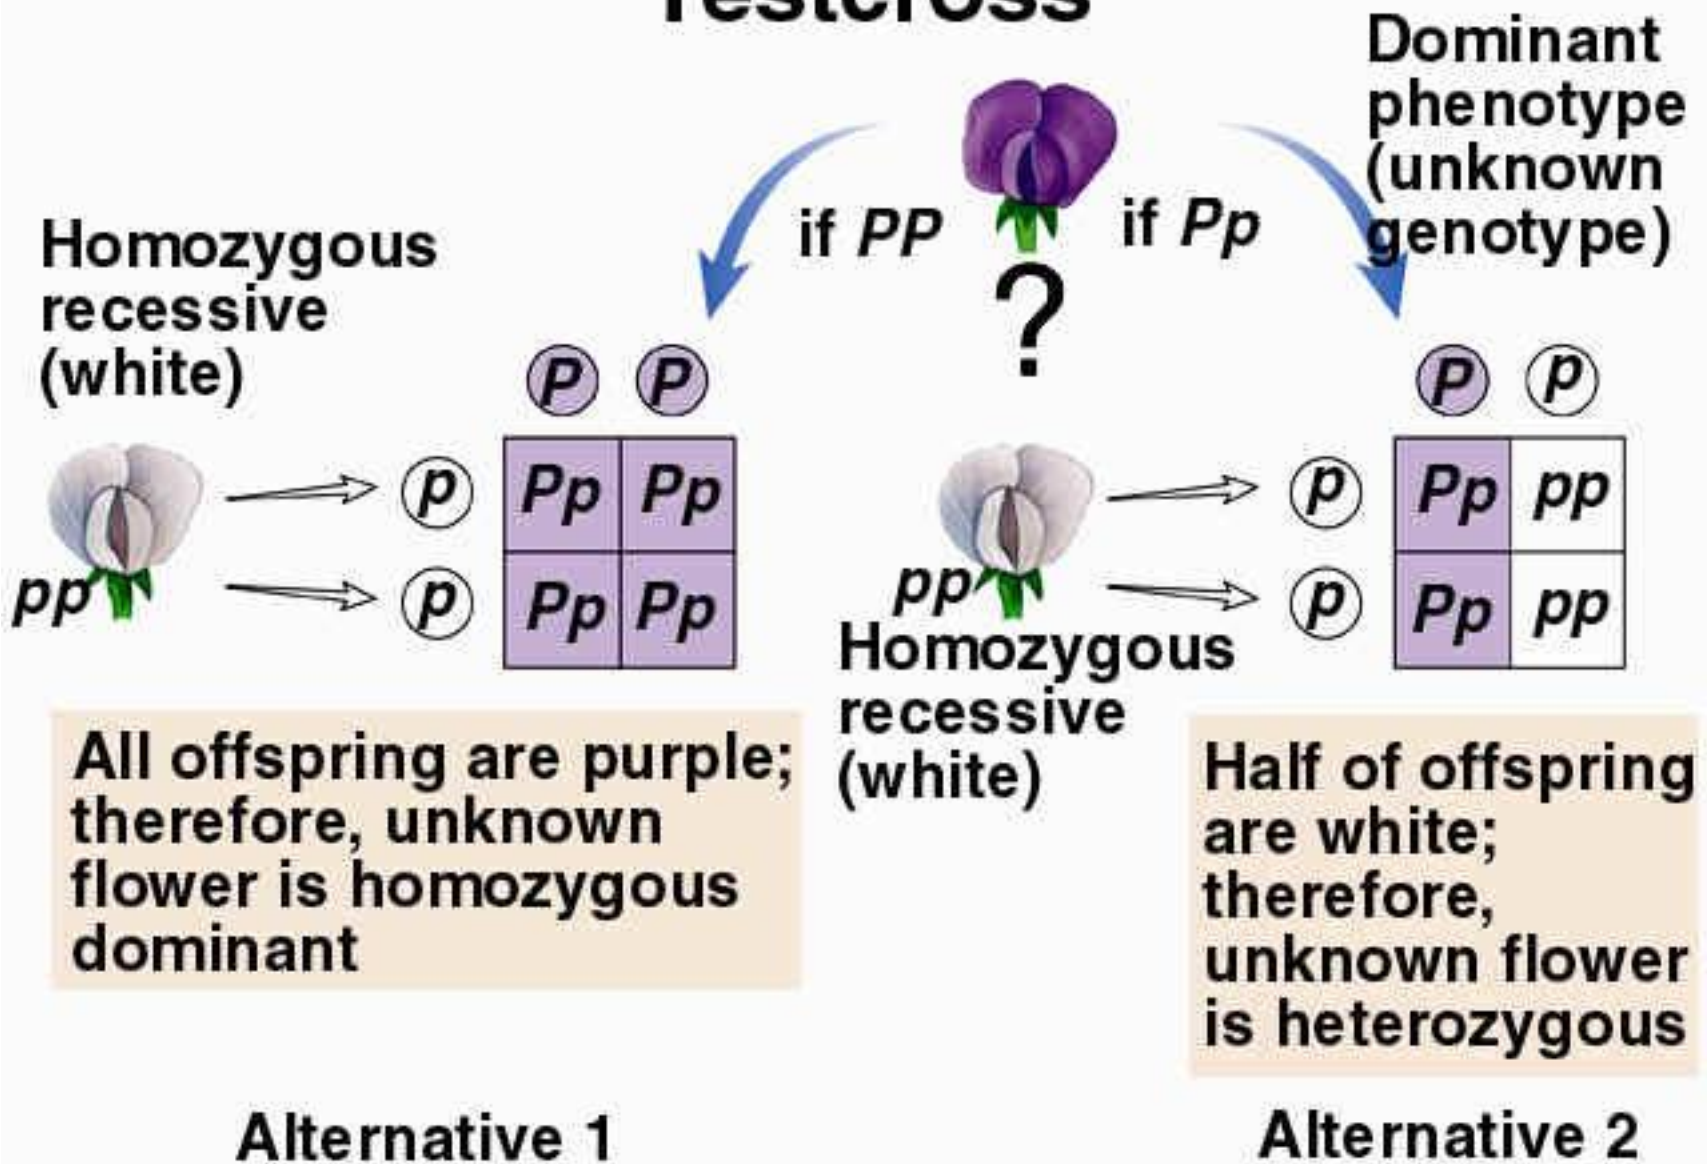 Testcross
Dominant
phenotype
(unknown
genotype)
if PP
if Pp
?
Homozygous
recessive
(white)
P P
pp
p Pp Pp
p Pp Pp
All offspring are purple;
therefore, unknown
flower is homozygous
dominant
Alternative 1
P p
pp
p Pp pp
p Pp pp
Homozygous
recessive
(white)
Half of offspring
are white;
therefore,
unknown flower
is heterozygous
Alternative 2